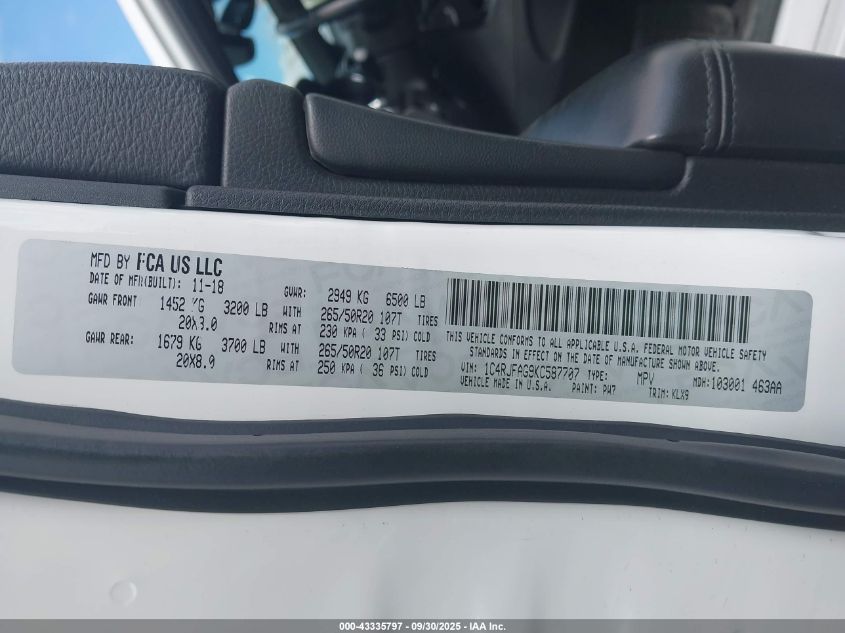 MFD BY FCA US LLC
DATE OF MFR(BUILT): 11-18 GVWR: 2949 KG 6500 LB
GAWR FRONT 1452 KG 3200 LB WITH 265/50R20 107T TIRES
20X8.0 RIMS AT 230 KPA ( 33 PSI) COLD
GAWR REAR: 1679 KG 3700 LB WITH 265/50R20 107T TIRES
20X8.0 RIMS AT 250 KPA ( 36 PSI) COLD
THIS VEHICLE CONFORMS TO ALL APPLICABLE U.S.A. FEDERAL MOTOR VEHICLE SAFETY
STANDARDS IN EFFECT ON THE DATE OF MANUFACTURE SHOWN ABOVE.
VIN: 1C4RJFAG9KC587707 TYPE: MPV MDH:103001 463AA
VEHICLE MADE IN U.S.A. PAINT: PW7 TRIM: KLX9
000-43335797 - 09/30/2025 - IAA Inc.